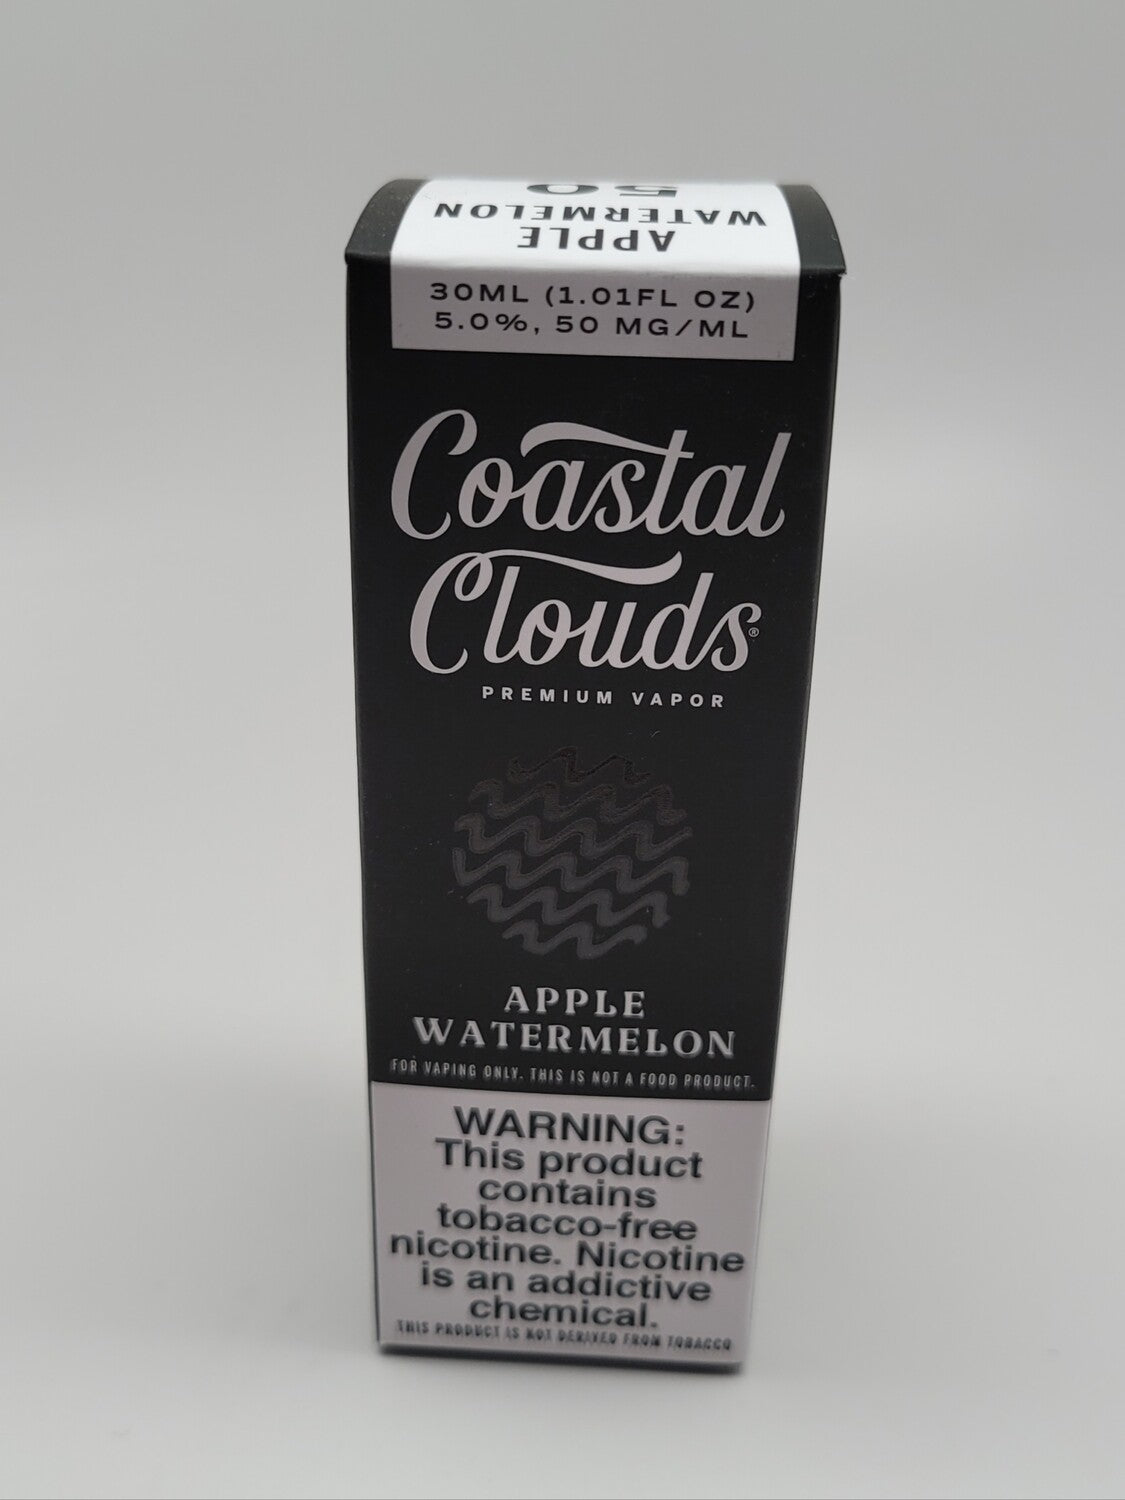 50
WATERMELON
APPLE
30ML (1.01FL OZ)
5.0%, 50 MG/ML
Coastal
Clouds®
PREMIUM VAPOR
APPLE
WATERMELON
FOR VAPING ONLY. THIS IS NOT A FOOD PRODUCT.
WARNING:
This product
contains
tobacco-free
nicotine. Nicotine
is an addictive
chemical.
THIS PRODUCT IS NOT DERIVED FROM TOBACCO